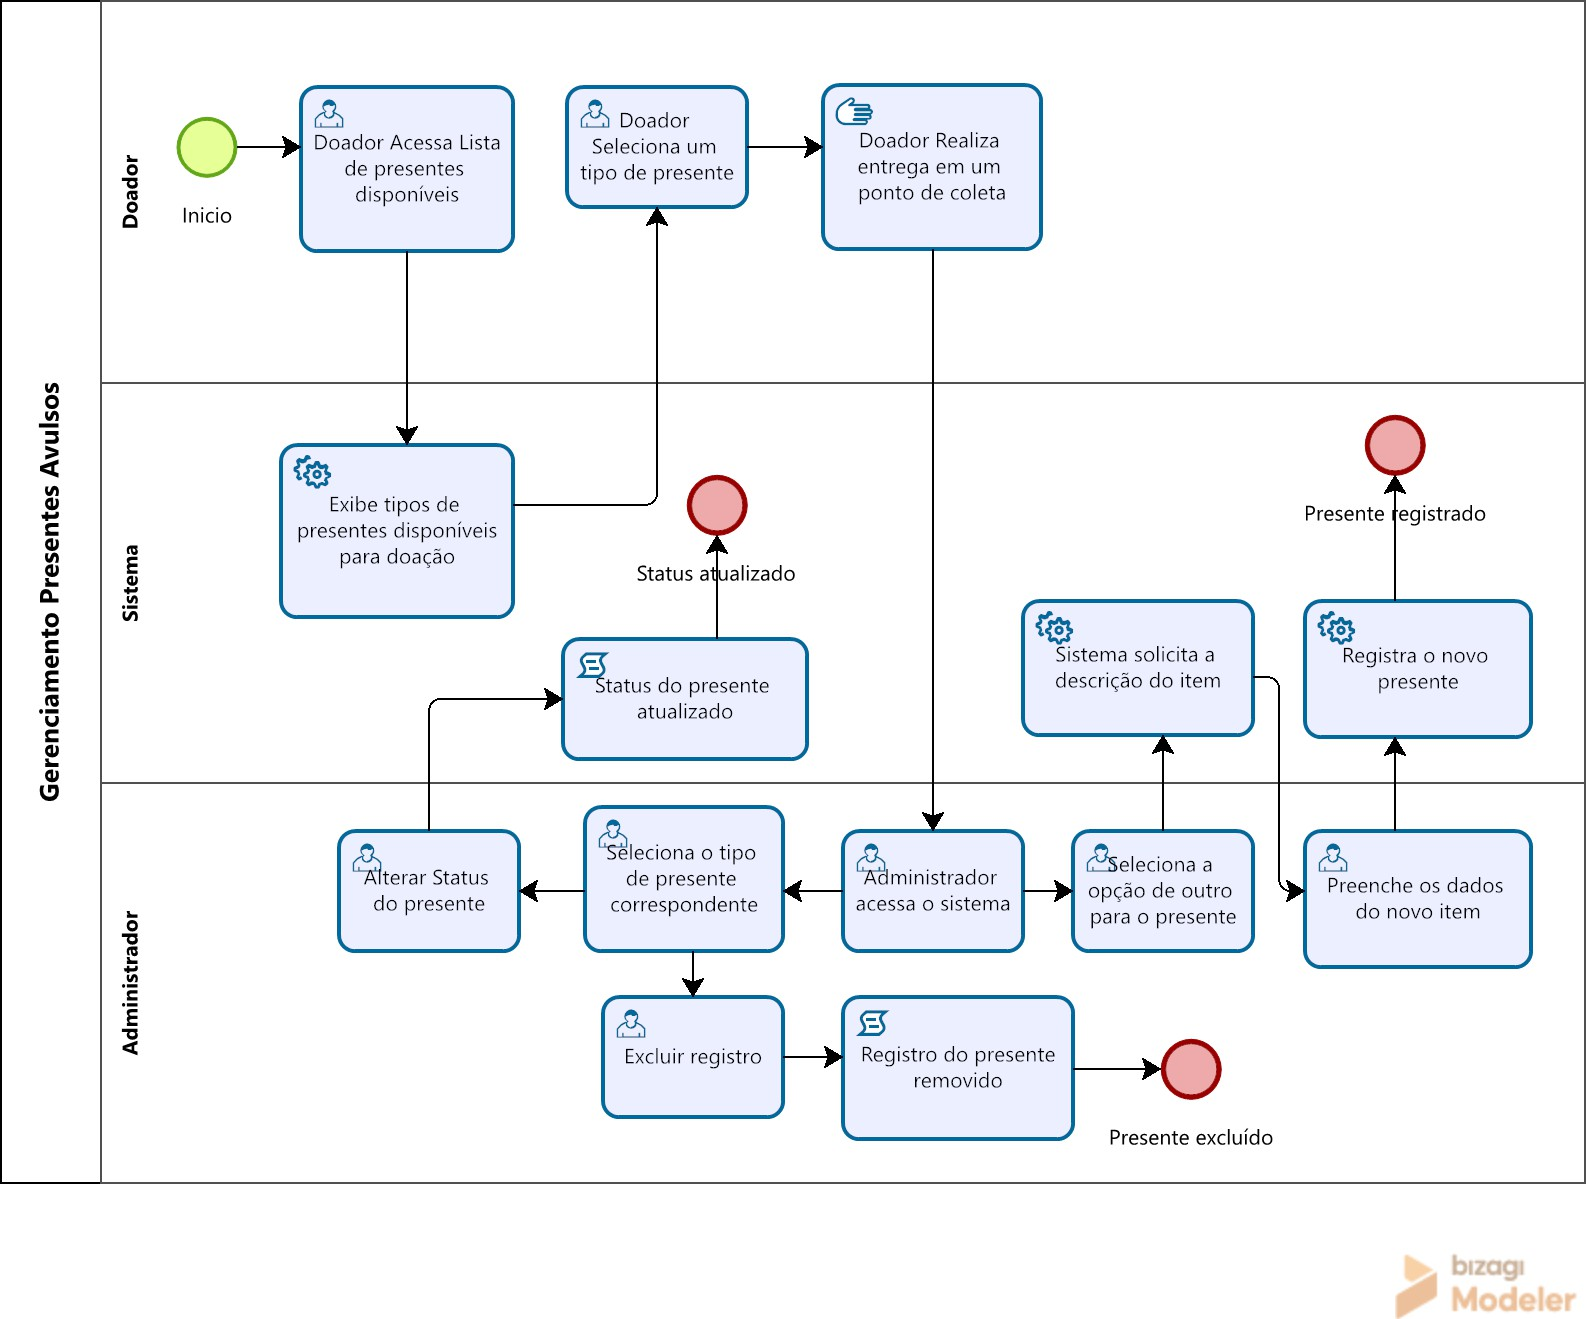 Gerenciamento Presentes Avulsos
Doador
Inicio
Doador Acessa Lista
de presentes
disponíveis
Doador
Seleciona um
tipo de presente
Doador Realiza
entrega em um
ponto de coleta
Sistema
Exibe tipos de
presentes disponíveis
para doação
Status atualizado
Status do presente
atualizado
Sistema solicita a
descrição do item
Presente registrado
Registra o novo
presente
Administrador
Alterar Status
do presente
Seleciona o tipo
de presente
correspondente
Administrador
acessa o sistema
Seleciona a
opção de outro
para o presente
Preenche os dados
do novo item
Excluir registro
Registro do presente
removido
Presente excluído
bizagi
Modeler